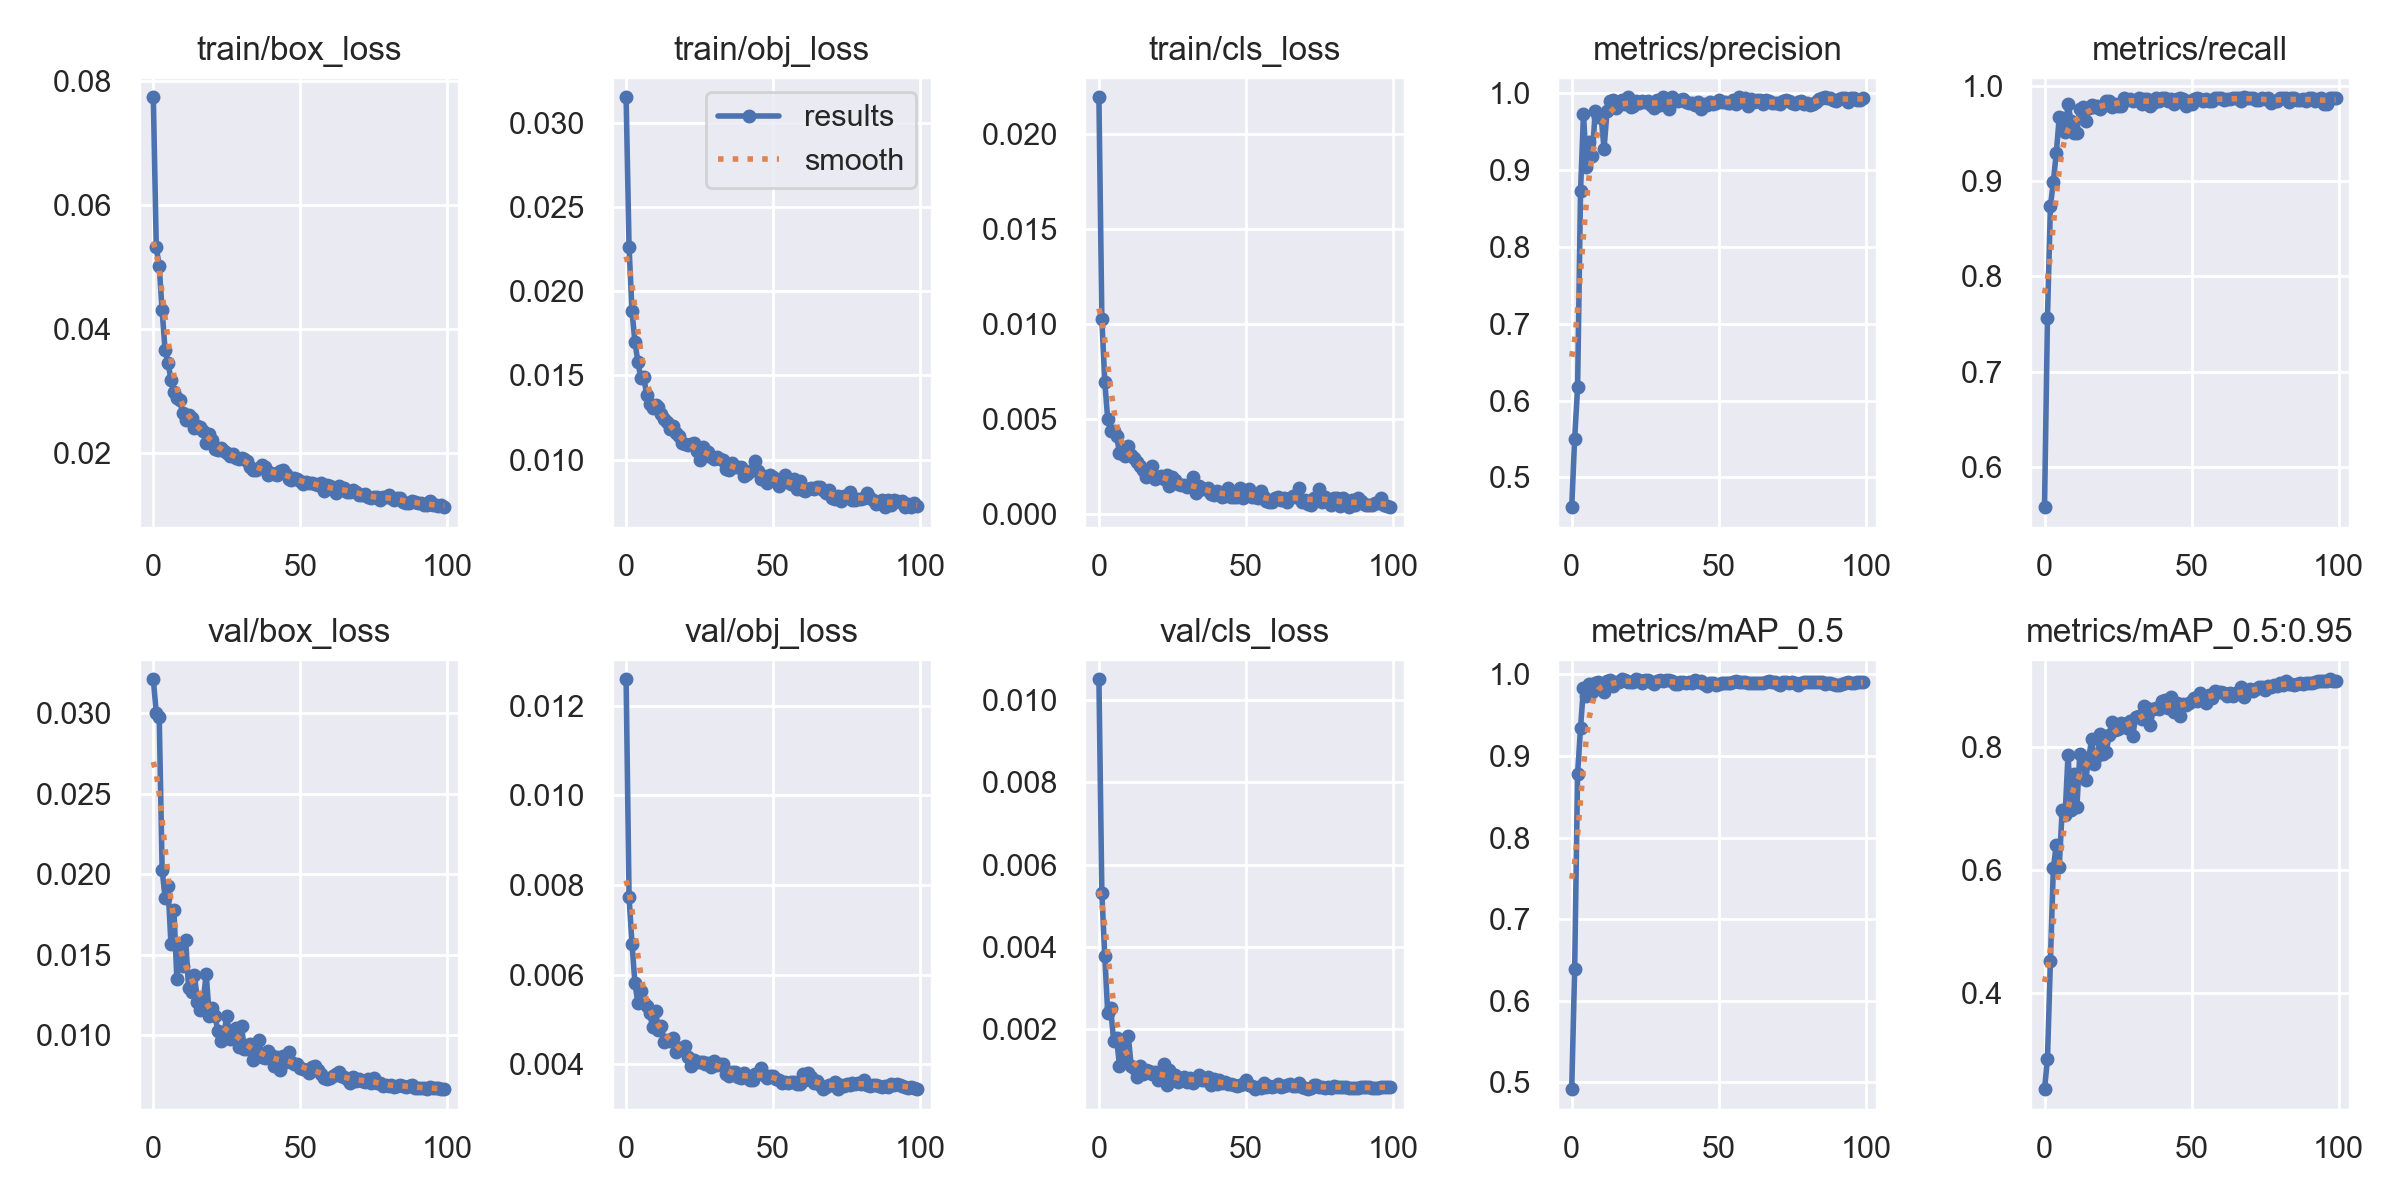 train/box_loss
0.08
0.06
0.04
0.02
0 50 100
train/obj_loss
results
smooth
0.030
0.025
0.020
0.015
0.010
0 50 100
train/cls_loss
0.020
0.015
0.010
0.005
0.000
0 50 100
metrics/precision
1.0
0.9
0.8
0.7
0.6
0.5
0 50 100
metrics/recall
1.0
0.9
0.8
0.7
0.6
0 50 100
val/box_loss
0.030
0.025
0.020
0.015
0.010
0 50 100
val/obj_loss
0.012
0.010
0.008
0.006
0.004
0 50 100
val/cls_loss
0.010
0.008
0.006
0.004
0.002
0 50 100
metrics/mAP_0.5
1.0
0.9
0.8
0.7
0.6
0.5
0 50 100
metrics/mAP_0.5:0.95
0.8
0.6
0.4
0 50 100